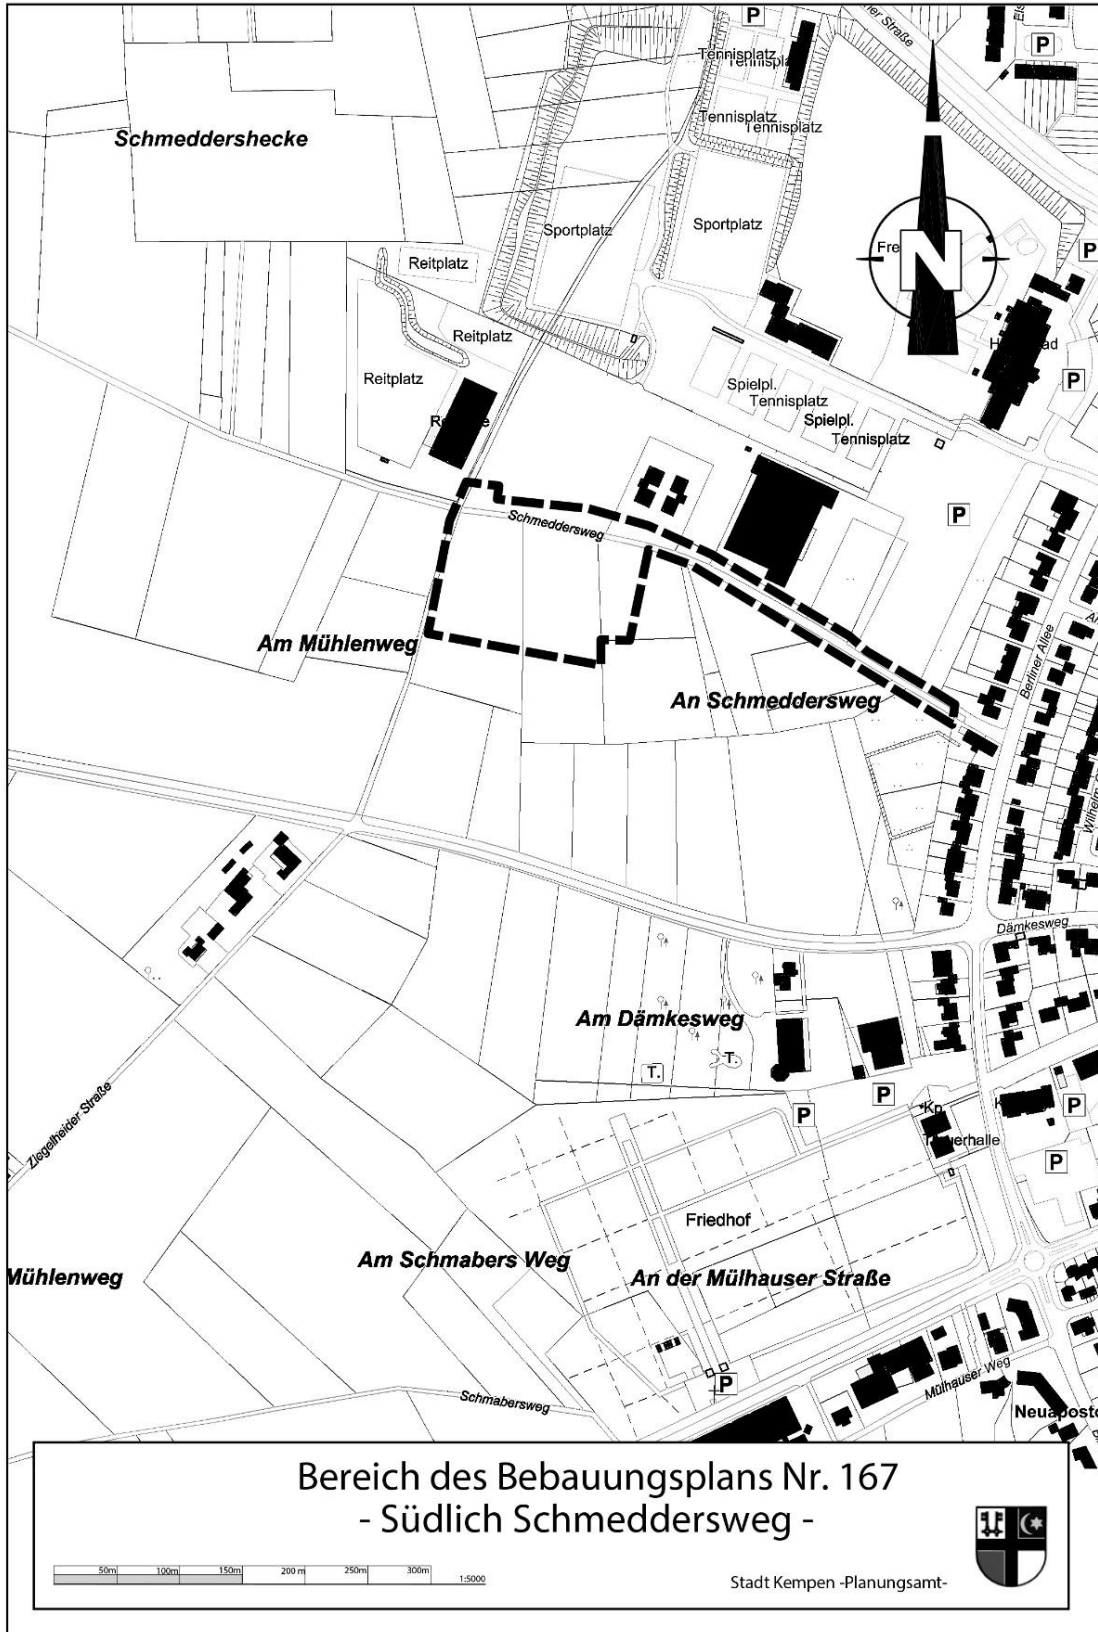 P
Tennisplatz
P
Schmeddershecke
Tennisplatz
Tennisplatz
Sportplatz
Sportplatz
Reitplatz
N
P
Reitplatz
Reitplatz
P
Spielpl.
Tennisplatz
Spielpl.
Tennisplatz
P
Schmeddersweg
Am Mühlenweg
An Schmeddersweg
Berliner Allee
Dämkesweg
Am Dämkesweg
T.
T.
P
P
P
Kp.
Ziegelheider Straße
P
Friedhof
Am Schmabers Weg
An der Mülhauser Straße
Mühlenweg
P
Mülhauser Weg
Schmabersweg
Bereich des Bebauungsplans Nr. 167
- Südlich Schmeddersweg -
50m 100m 150m 200 m 250m 300m 1:5000
Stadt Kempen -Planungsamt-